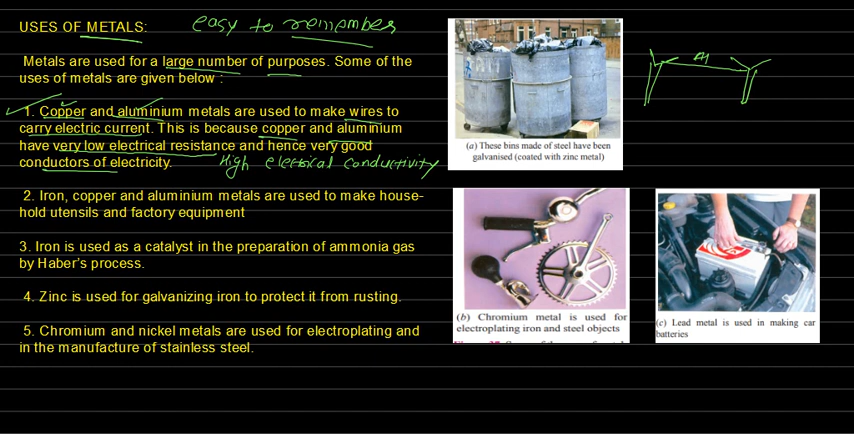 USES OF METALS: easy to remember
Metals are used for a large number of purposes. Some of the
uses of metals are given below :
1. Copper and aluminium metals are used to make wires to
carry electric current. This is because copper and aluminium
have very low electrical resistance and hence very good
conductors of electricity. High electrical conductivity
2. Iron, copper and aluminium metals are used to make house-
hold utensils and factory equipment
3. Iron is used as a catalyst in the preparation of ammonia gas
by Haber's process.
4. Zinc is used for galvanizing iron to protect it from rusting.
5. Chromium and nickel metals are used for electroplating and
in the manufacture of stainless steel.
(a) These bins made of steel have been
galvanised (coated with zinc metal)
Al
(b) Chromium metal is used for
electroplating iron and steel objects
(c) Lead metal is used in making car
batteries